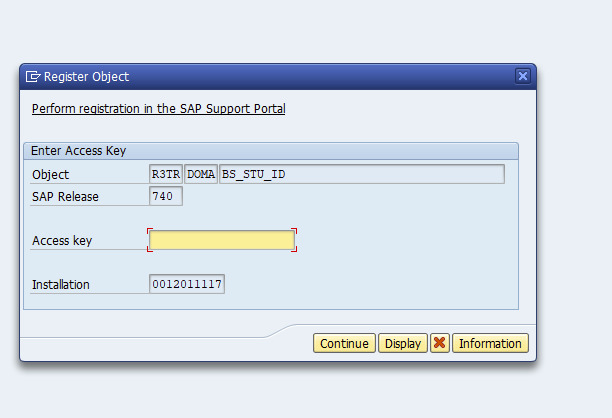 Register Object
Perform registration in the SAP Support Portal
Enter Access Key
Object R3TR DOMA BS_STU_ID
SAP Release 740
Access key
Installation 0012011117
Continue Display Information